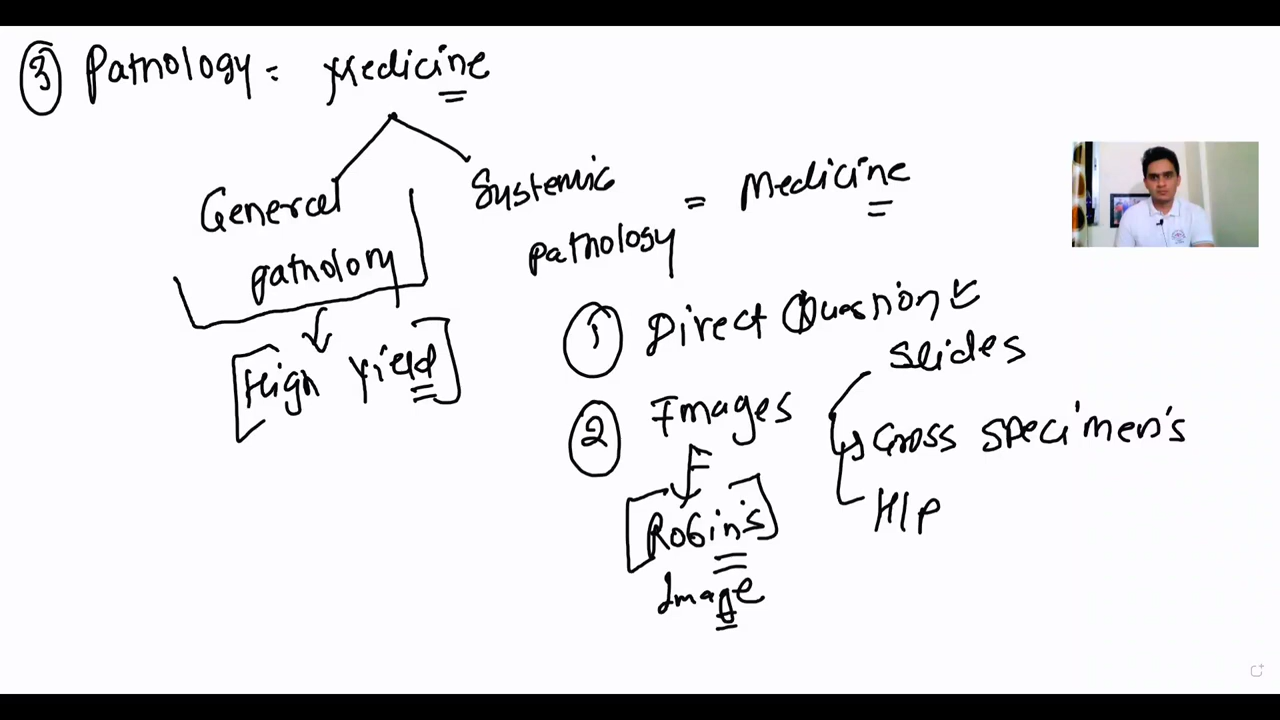 ③ Pathology = Medicine
General pathology
[High Yield]
Systemic pathology = Medicine
① Direct Question
② Images
Slides
Gross specimen's
H/P
[Robin's]
Image